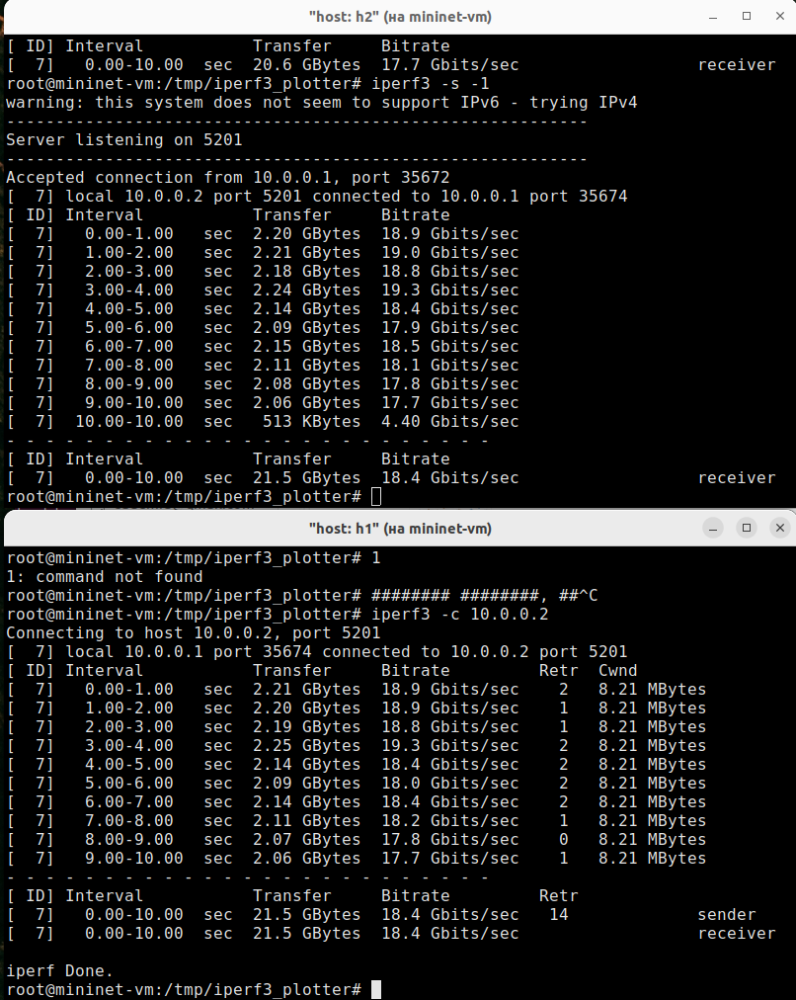 "host: h2" (на mininet-vm)
[ ID] Interval           Transfer     Bitrate
[  7]   0.00-10.00  sec  20.6 GBytes  17.7 Gbits/sec                  receiver
root@mininet-vm:/tmp/iperf3_plotter# iperf3 -s -1
warning: this system does not seem to support IPv6 - trying IPv4
-----------------------------------------------------------
Server listening on 5201
-----------------------------------------------------------
Accepted connection from 10.0.0.1, port 35672
[  7] local 10.0.0.2 port 5201 connected to 10.0.0.1 port 35674
[ ID] Interval           Transfer     Bitrate
[  7]   0.00-1.00   sec  2.20 GBytes  18.9 Gbits/sec
[  7]   1.00-2.00   sec  2.21 GBytes  19.0 Gbits/sec
[  7]   2.00-3.00   sec  2.18 GBytes  18.8 Gbits/sec
[  7]   3.00-4.00   sec  2.24 GBytes  19.3 Gbits/sec
[  7]   4.00-5.00   sec  2.14 GBytes  18.4 Gbits/sec
[  7]   5.00-6.00   sec  2.09 GBytes  17.9 Gbits/sec
[  7]   6.00-7.00   sec  2.15 GBytes  18.5 Gbits/sec
[  7]   7.00-8.00   sec  2.11 GBytes  18.1 Gbits/sec
[  7]   8.00-9.00   sec  2.08 GBytes  17.8 Gbits/sec
[  7]   9.00-10.00  sec  2.06 GBytes  17.7 Gbits/sec
[  7]  10.00-10.00  sec   513 KBytes  4.40 Gbits/sec
- - - - - - - - - - - - - - - - - - - - - - - - -
[ ID] Interval           Transfer     Bitrate
[  7]   0.00-10.00  sec  21.5 GBytes  18.4 Gbits/sec                  receiver
root@mininet-vm:/tmp/iperf3_plotter#
"host: h1" (на mininet-vm)
root@mininet-vm:/tmp/iperf3_plotter# 1
1: command not found
root@mininet-vm:/tmp/iperf3_plotter# ######## ########, ##^C
root@mininet-vm:/tmp/iperf3_plotter# iperf3 -c 10.0.0.2
Connecting to host 10.0.0.2, port 5201
[  7] local 10.0.0.1 port 35674 connected to 10.0.0.2 port 5201
[ ID] Interval           Transfer     Bitrate         Retr  Cwnd
[  7]   0.00-1.00   sec  2.21 GBytes  18.9 Gbits/sec    2   8.21 MBytes
[  7]   1.00-2.00   sec  2.20 GBytes  18.9 Gbits/sec    1   8.21 MBytes
[  7]   2.00-3.00   sec  2.19 GBytes  18.8 Gbits/sec    1   8.21 MBytes
[  7]   3.00-4.00   sec  2.25 GBytes  19.3 Gbits/sec    2   8.21 MBytes
[  7]   4.00-5.00   sec  2.14 GBytes  18.4 Gbits/sec    2   8.21 MBytes
[  7]   5.00-6.00   sec  2.09 GBytes  18.0 Gbits/sec    2   8.21 MBytes
[  7]   6.00-7.00   sec  2.14 GBytes  18.4 Gbits/sec    2   8.21 MBytes
[  7]   7.00-8.00   sec  2.11 GBytes  18.2 Gbits/sec    1   8.21 MBytes
[  7]   8.00-9.00   sec  2.07 GBytes  17.8 Gbits/sec    0   8.21 MBytes
[  7]   9.00-10.00  sec  2.06 GBytes  17.7 Gbits/sec    1   8.21 MBytes
- - - - - - - - - - - - - - - - - - - - - - - - -
[ ID] Interval           Transfer     Bitrate         Retr
[  7]   0.00-10.00  sec  21.5 GBytes  18.4 Gbits/sec   14             sender
[  7]   0.00-10.00  sec  21.5 GBytes  18.4 Gbits/sec                  receiver
iperf Done.
root@mininet-vm:/tmp/iperf3_plotter#